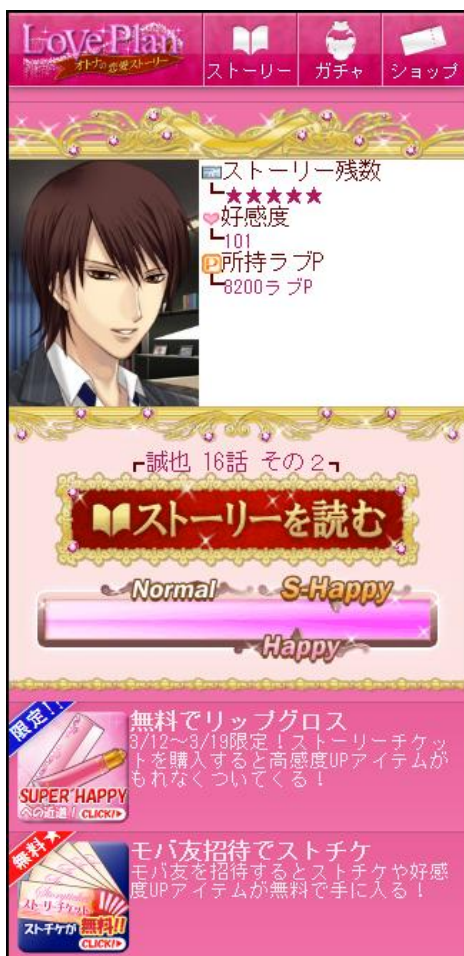 Love Plan
オトナの恋愛ストーリー
ストーリー
ガチャ
ショップ
ストーリー残数
★★★★★
好感度
101
P所持ラブP
8200ラブP
誠也 16話 その2
ストーリーを読む
Normal
S-Happy
Happy
限定!!
SUPER HAPPY
への近道!
CLICK!
無料でリップグロス
3/12～3/19限定！ストーリーチケッ
トを購入すると高感度UPアイテムが
もれなくついてくる！
無料★
ストーリーチケット
ストチケが無料!!
CLICK!
モバ友招待でストチケ
モバ友を招待するとストチケや好感
度UPアイテムが無料で手に入る！